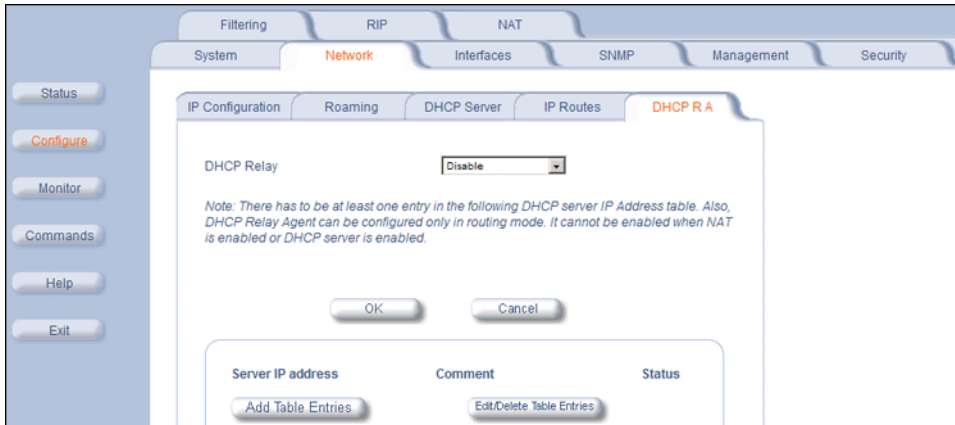 Filtering RIP NAT
System Network Interfaces SNMP Management Security
Status
Configure
Monitor
Commands
Help
Exit
IP Configuration Roaming DHCP Server IP Routes DHCP R A
DHCP Relay Disable
Note: There has to be at least one entry in the following DHCP server IP Address table. Also,
DHCP Relay Agent can be configured only in routing mode. It cannot be enabled when NAT
is enabled or DHCP server is enabled.
OK Cancel
Server IP address Comment Status
Add Table Entries Edit/Delete Table Entries